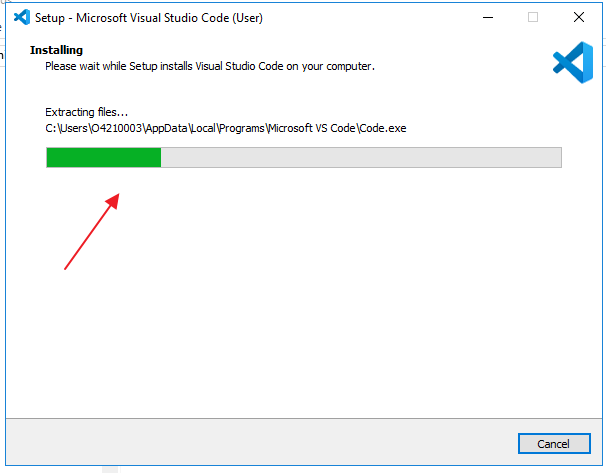 Setup - Microsoft Visual Studio Code (User)
Installing
Please wait while Setup installs Visual Studio Code on your computer.
Extracting files...
C:\Users\O4210003\AppData\Local\Programs\Microsoft VS Code\Code.exe
Cancel